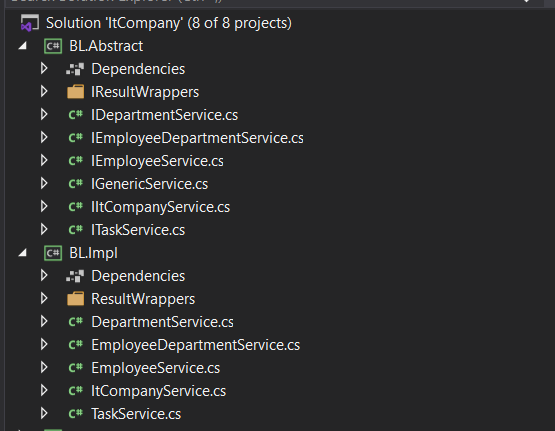 Solution 'ItCompany' (8 of 8 projects)
C# BL.Abstract
Dependencies
IResultWrappers
C# IDepartmentService.cs
C# IEmployeeDepartmentService.cs
C# IEmployeeService.cs
C# IGenericService.cs
C# IItCompanyService.cs
C# ITaskService.cs
C# BL.Impl
Dependencies
ResultWrappers
C# DepartmentService.cs
C# EmployeeDepartmentService.cs
C# EmployeeService.cs
C# ItCompanyService.cs
C# TaskService.cs